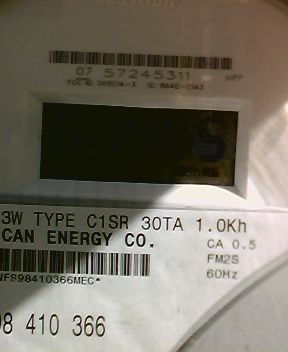 07 57245311
3W TYPE C1SR 30TA 1.0Kh
CAN ENERGY CO.
CA 0.5
FM2S
60Hz
NFS98410366MEC*
98 410 366